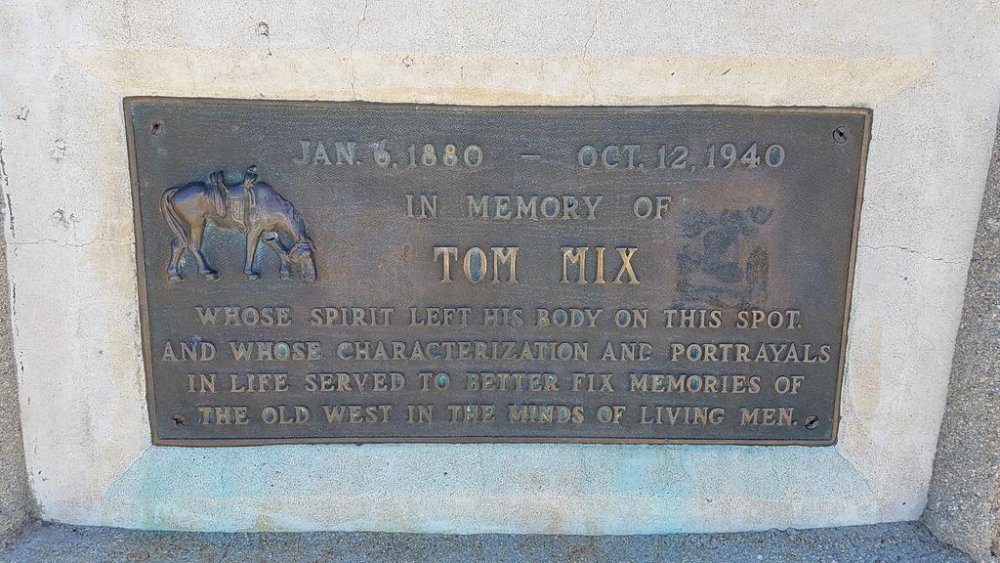 JAN. 6, 1880 – OCT. 12, 1940
IN MEMORY OF
TOM MIX
WHOSE SPIRIT LEFT HIS BODY ON THIS SPOT.
AND WHOSE CHARACTERIZATION AND PORTRAYALS
IN LIFE SERVED TO BETTER FIX MEMORIES OF
THE OLD WEST IN THE MINDS OF LIVING MEN.